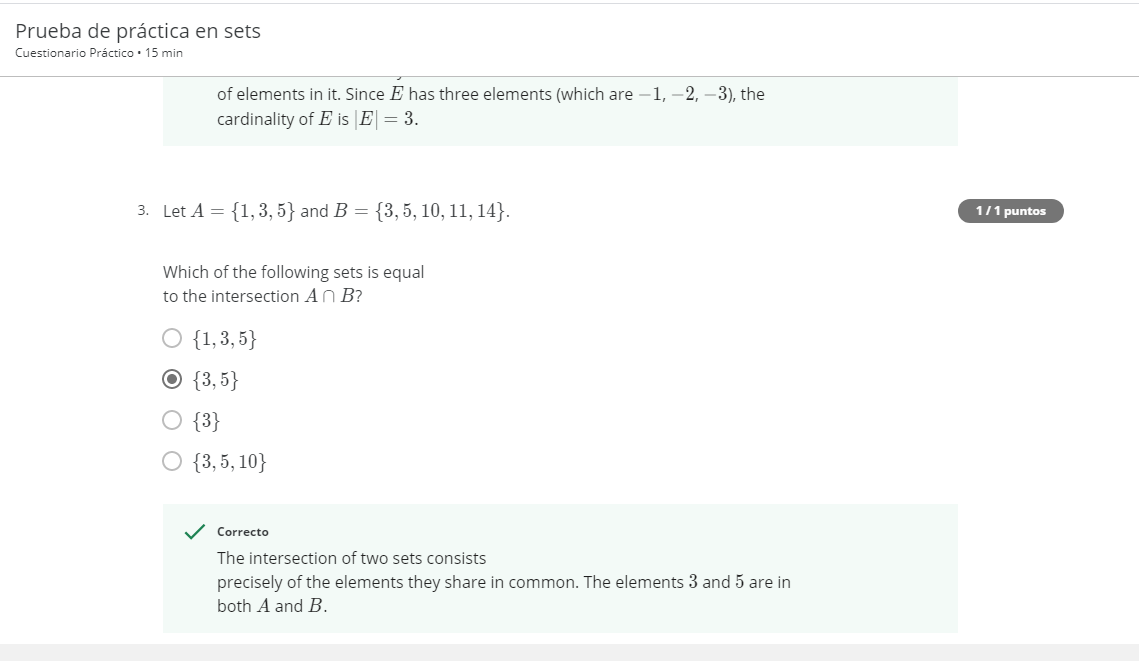 Prueba de práctica en sets
Cuestionario Práctico • 15 min
of elements in it. Since E has three elements (which are −1, −2, −3), the
cardinality of E is |E| = 3.
3. Let A = {1, 3, 5} and B = {3, 5, 10, 11, 14}.
1 / 1 puntos
Which of the following sets is equal
to the intersection A ∩ B?
{1, 3, 5}
{3, 5}
{3}
{3, 5, 10}
Correcto
The intersection of two sets consists
precisely of the elements they share in common. The elements 3 and 5 are in
both A and B.